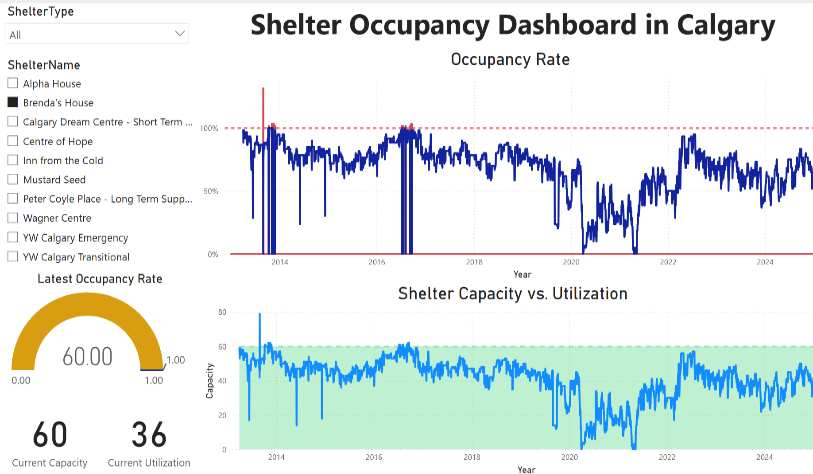 ShelterType
All
ShelterName
Alpha House
Brenda's House
Calgary Dream Centre - Short Term ...
Centre of Hope
Inn from the Cold
Mustard Seed
Peter Coyle Place - Long Term Supp...
Wagner Centre
YW Calgary Emergency
YW Calgary Transitional
Latest Occupancy Rate
60.00
1.00
0.00
1.00
60
36
Current Capacity
Current Utilization
Shelter Occupancy Dashboard in Calgary
Occupancy Rate
100%
50%
0%
2014
2016
2018
2020
2022
2024
Year
Shelter Capacity vs. Utilization
Capacity
80
60
40
20
0
2014
2016
2018
2020
2022
2024
Year